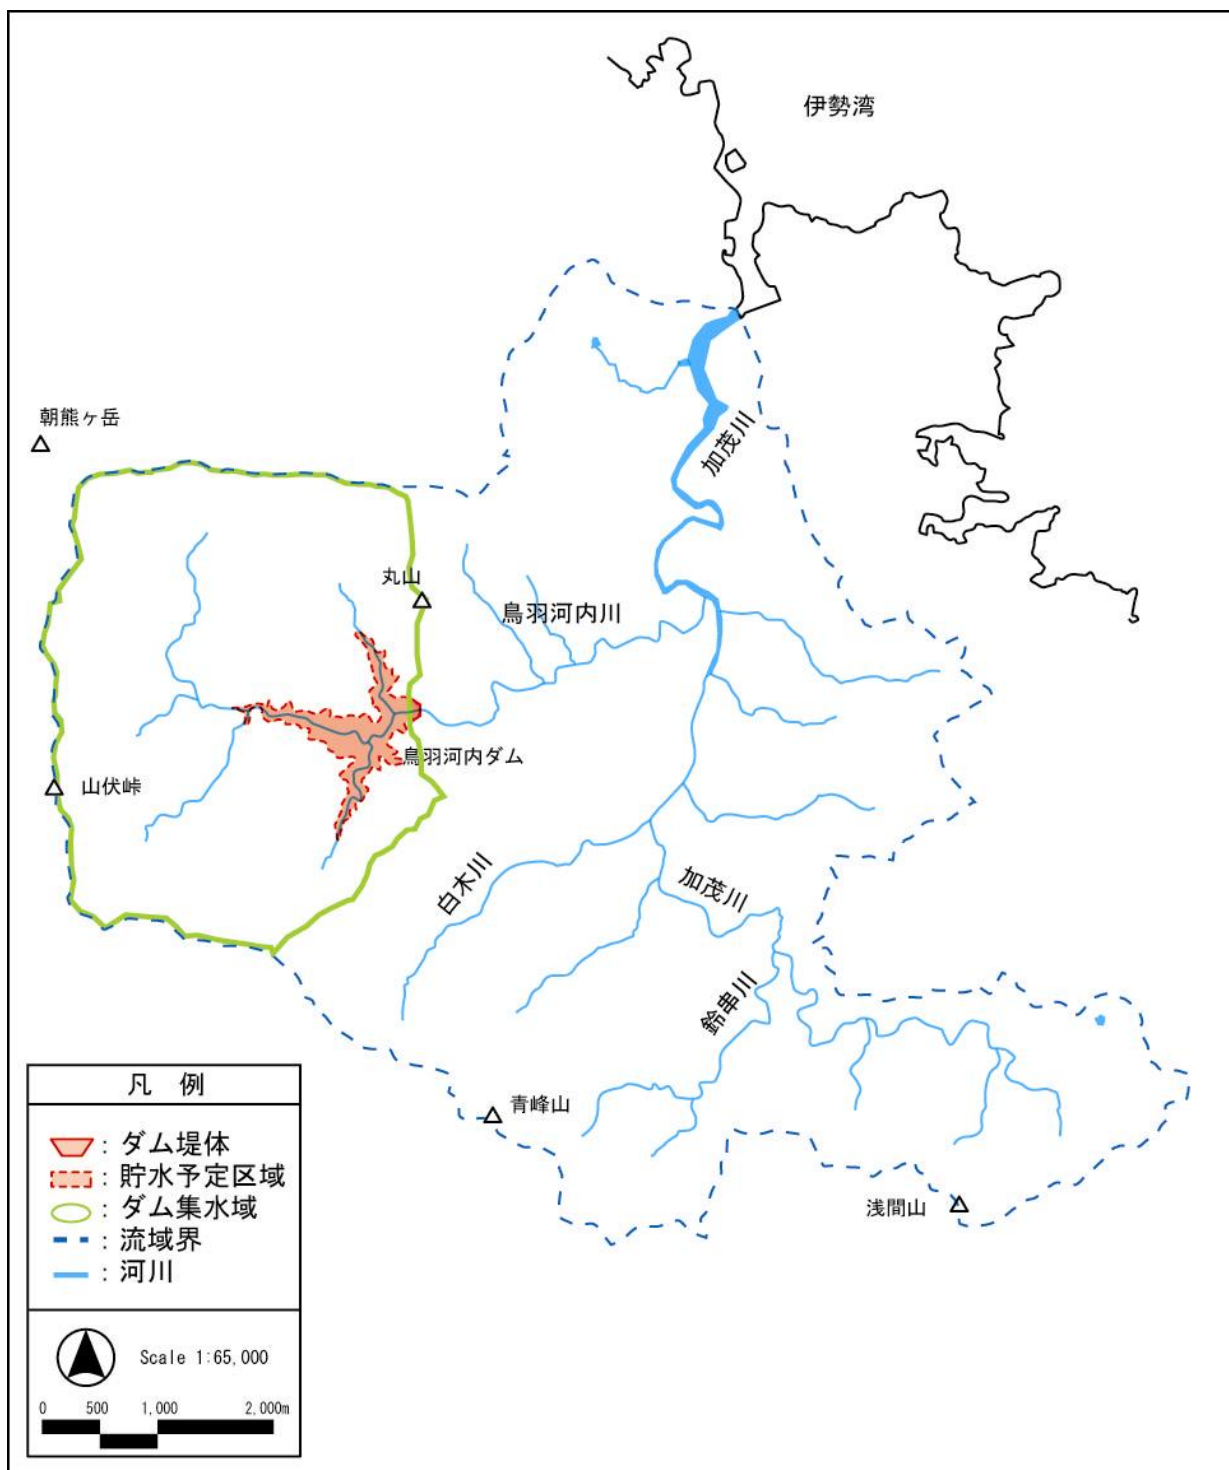 伊勢湾
朝熊ヶ岳
加茂川
丸山
鳥羽河内川
鳥羽河内ダム
山伏峠
白木川
加茂川
鈴串川
青峰山
浅間山
凡 例
：ダム堤体
：貯水予定区域
：ダム集水域
：流域界
：河川
Scale 1:65,000
0 500 1,000 2,000m